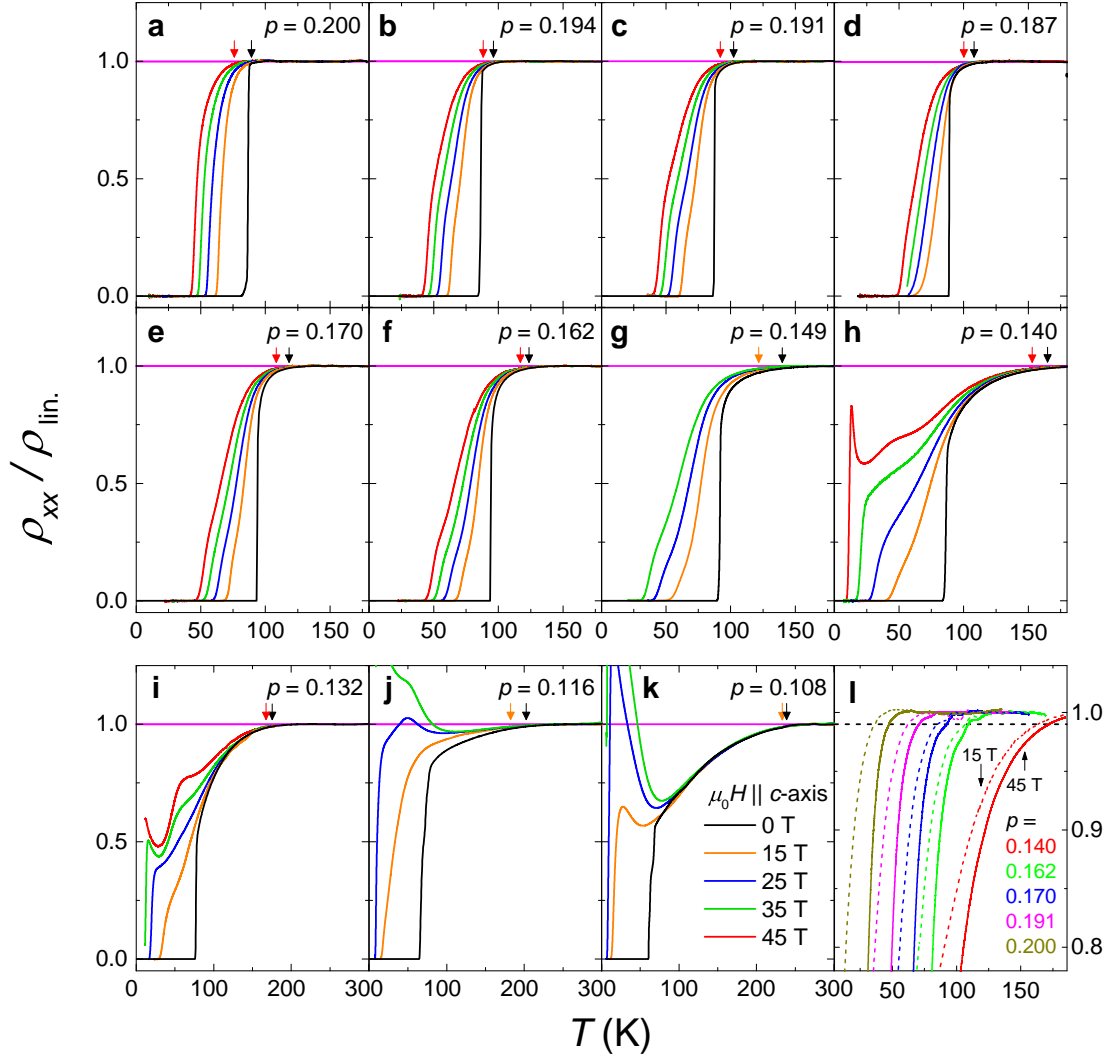 a p = 0.200
b p = 0.194
c p = 0.191
d p = 0.187
1.0
0.5
0.0
e p = 0.170
f p = 0.162
g p = 0.149
h p = 0.140
1.0
0.5
0.0
0 50 100 150 0 50 100 150 0 50 100 150 0 50 100 150
ρxx / ρlin.
i p = 0.132
j p = 0.116
k p = 0.108
l
1.0
0.5
0.0
μ0H || c-axis
0 T
15 T
25 T
35 T
45 T
15 T
45 T
p =
0.140
0.162
0.170
0.191
0.200
1.0
0.9
0.8
0 100 200 300 0 100 200 300 0 100 200 300 50 100 150
T (K)